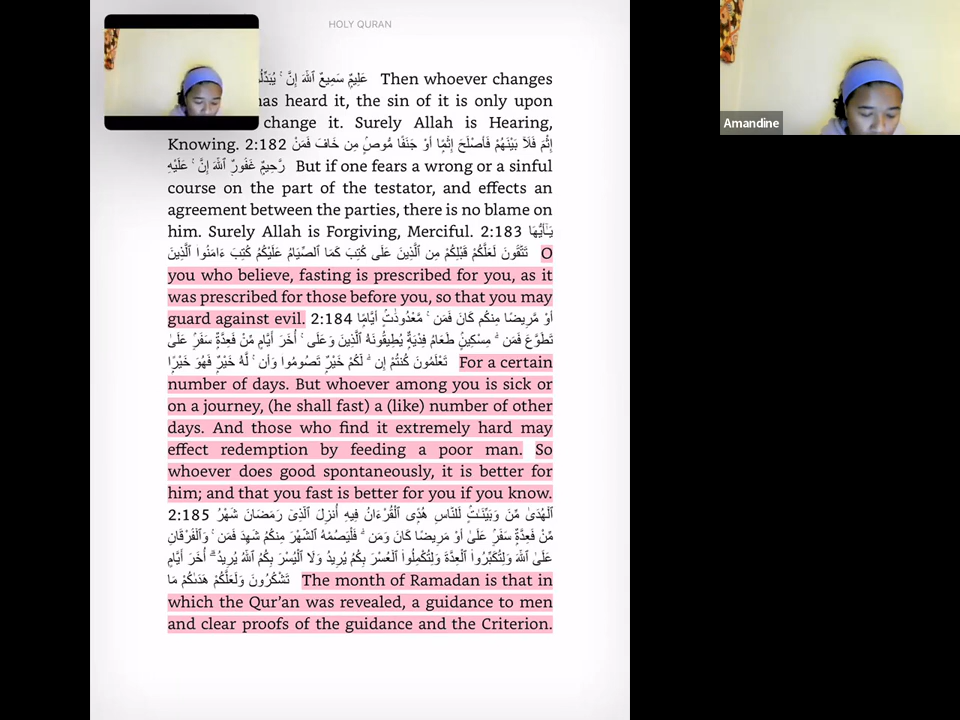 HOLY QURAN
عَلِيمٌ سَمِيعٌ ٱللَّهَ إِنَّ ۚ Then whoever changes
has heard it, the sin of it is only upon
change it. Surely Allah is Hearing,
Knowing. 2:182 إِثْمَ فَلَآ بَيْنَهُمْ فَأَصْلَحَ إِثْمًا أَوْ جَنَفًا مُّوصٍ مِن خَافَ فَمَنْ
رَّحِيمٌ غَفُورٌ ٱللَّهَ إِنَّ ۚ عَلَيْهِ But if one fears a wrong or a sinful
course on the part of the testator, and effects an
agreement between the parties, there is no blame on
him. Surely Allah is Forgiving, Merciful. 2:183 يَـٰٓأَيُّهَا
تَتَّقُونَ لَعَلَّكُمْ قَبْلِكُمْ مِن ٱلَّذِينَ عَلَى كُتِبَ كَمَا ٱلصِّيَامُ عَلَيْكُمُ كُتِبَ ءَامَنُوا۟ ٱلَّذِينَ O
you who believe, fasting is prescribed for you, as it
was prescribed for those before you, so that you may
guard against evil. 2:184 أَوْ مَّرِيضًا مِنكُم كَانَ فَمَن ۚ مَّعْدُودَٰتٍ أَيَّامًا
تَطَوَّعَ فَمَن ۖ مِسْكِينٍ طَعَامُ فِدْيَةٌ يُطِيقُونَهُۥ ٱلَّذِينَ وَعَلَى ۚ أُخَرَ أَيَّامٍ مِّنْ فَعِدَّةٌ سَفَرٍ عَلَىٰ
تَعْلَمُونَ كُنتُمْ إِن ۖ لَّكُمْ خَيْرٌ تَصُومُوا۟ وَأَن ۚ لَّهُۥ خَيْرٌ فَهُوَ خَيْرًا For a certain
number of days. But whoever among you is sick or
on a journey, (he shall fast) a (like) number of other
days. And those who find it extremely hard may
effect redemption by feeding a poor man. So
whoever does good spontaneously, it is better for
him; and that you fast is better for you if you know.
2:185 ٱلْهُدَىٰ مِّنَ وَبَيِّنَـٰتٍ لِّلنَّاسِ هُدًى ٱلْقُرْءَانُ فِيهِ أُنزِلَ ٱلَّذِىٓ رَمَضَانَ شَهْرُ
مِّنْ فَعِدَّةٌ سَفَرٍ عَلَىٰ أَوْ مَرِيضًا كَانَ وَمَن ۖ فَلْيَصُمْهُ ٱلشَّهْرَ مِنكُمُ شَهِدَ فَمَن ۚ وَٱلْفُرْقَانِ
عَلَىٰ ٱللَّهَ وَلِتُكَبِّرُوا۟ ٱلْعِدَّةَ وَلِتُكْمِلُوا۟ ٱلْعُسْرَ بِكُمُ يُرِيدُ وَلَا ٱلْيُسْرَ بِكُمُ ٱللَّهُ يُرِيدُ ۗ أُخَرَ أَيَّامٍ
تَشْكُرُونَ وَلَعَلَّكُمْ هَدَىٰكُمْ مَا The month of Ramadan is that in
which the Qur’an was revealed, a guidance to men
and clear proofs of the guidance and the Criterion.
Amandine